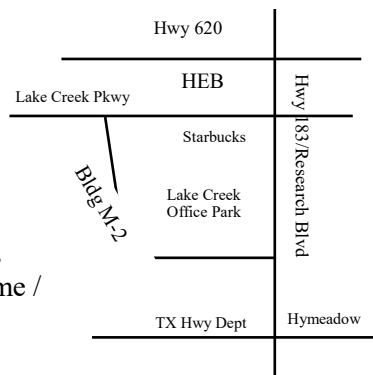 Hwy 620
HEB
Lake Creek Pkwy
Hwy 183/Research Blvd
Starbucks
Bldg M-2
Lake Creek
Office Park
me /
TX Hwy Dept
Hymeadow